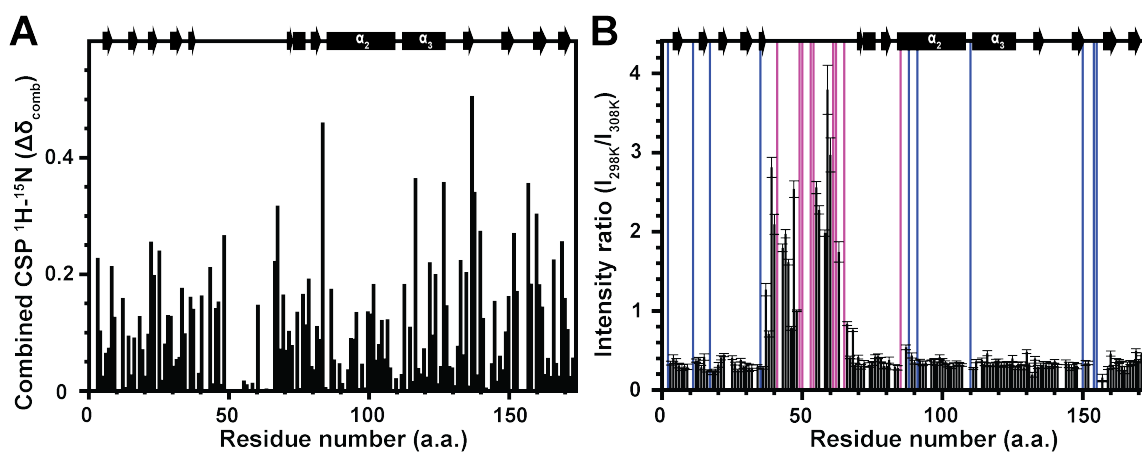 A
α2
α3
Combined CSP ¹H-¹⁵N (Δδcomb)
0.4
0.2
0
0
50
100
150
Residue number (a.a.)
B
α2
α3
Intensity ratio (I298K/I308K)
4
3
2
1
0
0
50
100
150
Residue number (a.a.)